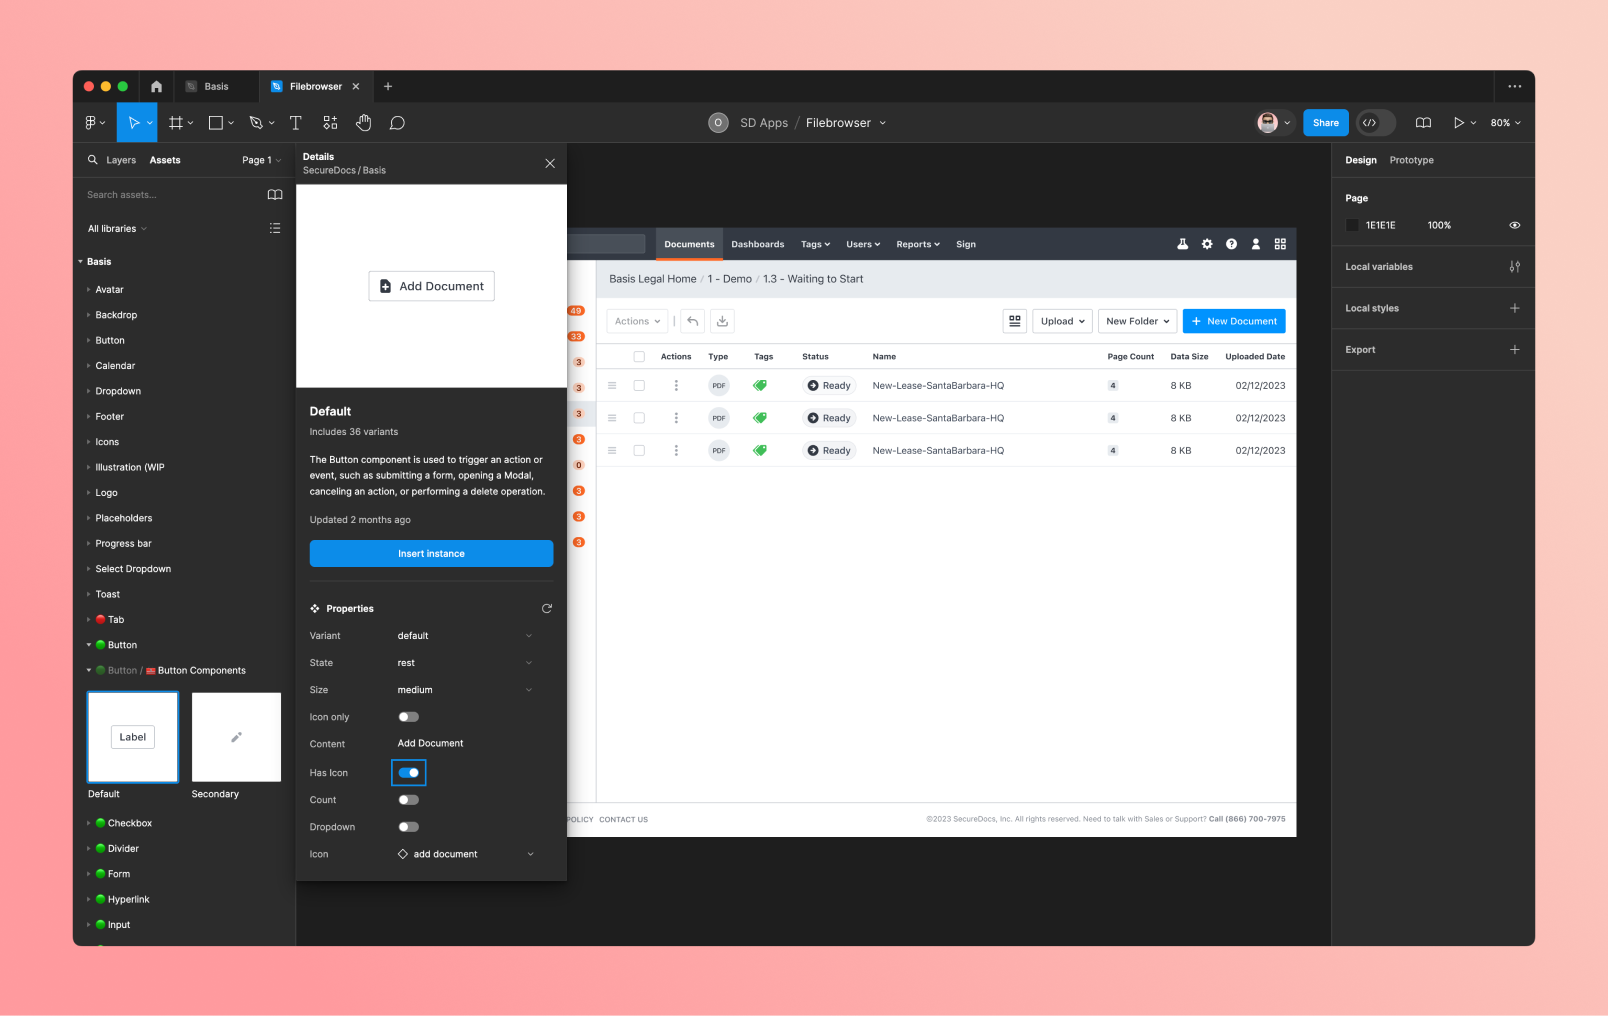 Basis
Filebrowser
O SD Apps / Filebrowser
Share
80%
Layers Assets Page 1
Search assets...
All libraries
Basis
Avatar
Backdrop
Button
Calendar
Dropdown
Footer
Icons
Illustration (WIP
Logo
Placeholders
Progress bar
Select Dropdown
Toast
Tab
Button
Button / Button Components
Label
Default
Secondary
Checkbox
Divider
Form
Hyperlink
Input
Details
SecureDocs / Basis
Add Document
Default
Includes 36 variants
The Button component is used to trigger an action or
event, such as submitting a form, opening a Modal,
canceling an action, or performing a delete operation.
Updated 2 months ago
Insert instance
Properties
Variant default
State rest
Size medium
Icon only
Content Add Document
Has Icon
Count
Dropdown
Icon add document
Documents Dashboards Tags Users Reports Sign
Basis Legal Home / 1 - Demo / 1.3 - Waiting to Start
49
33
3
3
3
3
0
3
3
3
Actions
Upload
New Folder
+ New Document
Actions Type Tags Status Name Page Count Data Size Uploaded Date
PDF Ready New-Lease-SantaBarbara-HQ 4 8 KB 02/12/2023
PDF Ready New-Lease-SantaBarbara-HQ 4 8 KB 02/12/2023
PDF Ready New-Lease-SantaBarbara-HQ 4 8 KB 02/12/2023
POLICY CONTACT US
©2023 SecureDocs, Inc. All rights reserved. Need to talk with Sales or Support? Call (866) 700-7975
Design Prototype
Page
1E1E1E 100%
Local variables
Local styles
Export